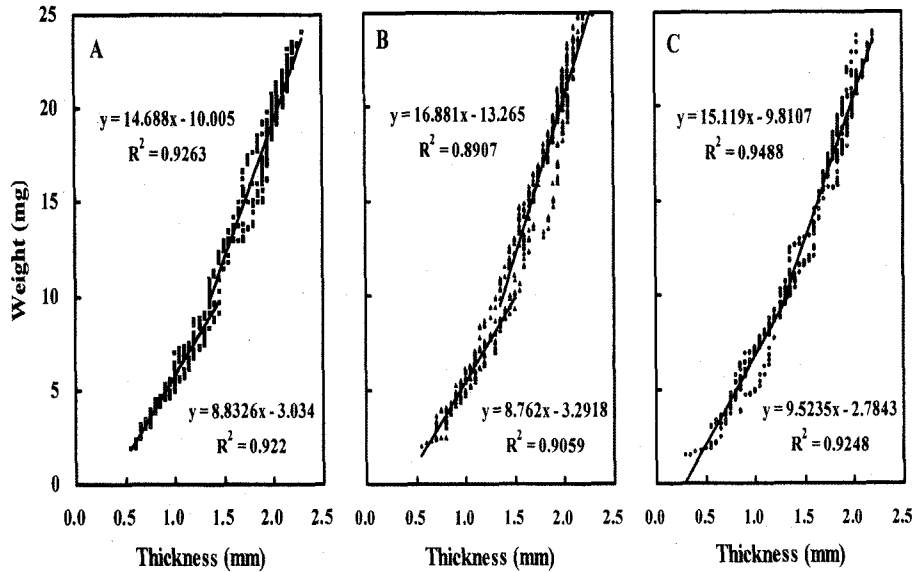 A
B
C
y = 14.688x - 10.005
R² = 0.9263
y = 16.881x - 13.265
R² = 0.8907
y = 15.119x - 9.8107
R² = 0.9488
y = 8.8326x - 3.034
R² = 0.922
y = 8.762x - 3.2918
R² = 0.9059
y = 9.5235x - 2.7843
R² = 0.9248
Weight (mg)
25
20
15
10
5
0
0.0 0.5 1.0 1.5 2.0 2.5
0.0 0.5 1.0 1.5 2.0 2.5
0.0 0.5 1.0 1.5 2.0 2.5
Thickness (mm)
Thickness (mm)
Thickness (mm)